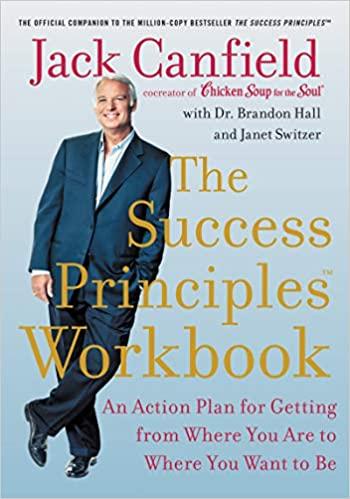 THE OFFICIAL COMPANION TO THE MILLION-COPY BESTSELLER THE SUCCESS PRINCIPLES™
Jack Canfield
cocreator of Chicken Soup for the Soul®
with Dr. Brandon Hall
and Janet Switzer
The
Success
Principles™
Workbook
An Action Plan for Getting
from Where You Are to
Where You Want to Be